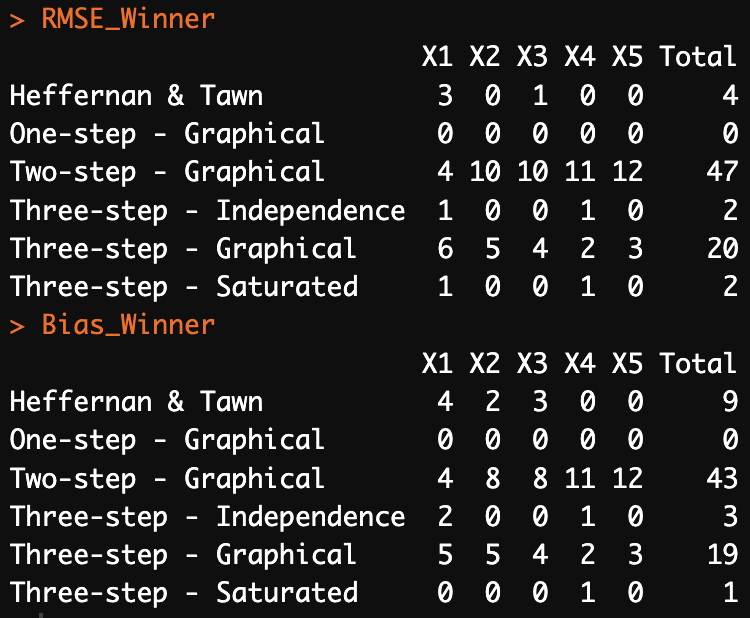 > RMSE_Winner
X1 X2 X3 X4 X5 Total
Heffernan & Tawn 3 0 1 0 0 4
One-step - Graphical 0 0 0 0 0 0
Two-step - Graphical 4 10 10 11 12 47
Three-step - Independence 1 0 0 1 0 2
Three-step - Graphical 6 5 4 2 3 20
Three-step - Saturated 1 0 0 1 0 2
> Bias_Winner
X1 X2 X3 X4 X5 Total
Heffernan & Tawn 4 2 3 0 0 9
One-step - Graphical 0 0 0 0 0 0
Two-step - Graphical 4 8 8 11 12 43
Three-step - Independence 2 0 0 1 0 3
Three-step - Graphical 5 5 4 2 3 19
Three-step - Saturated 0 0 0 1 0 1